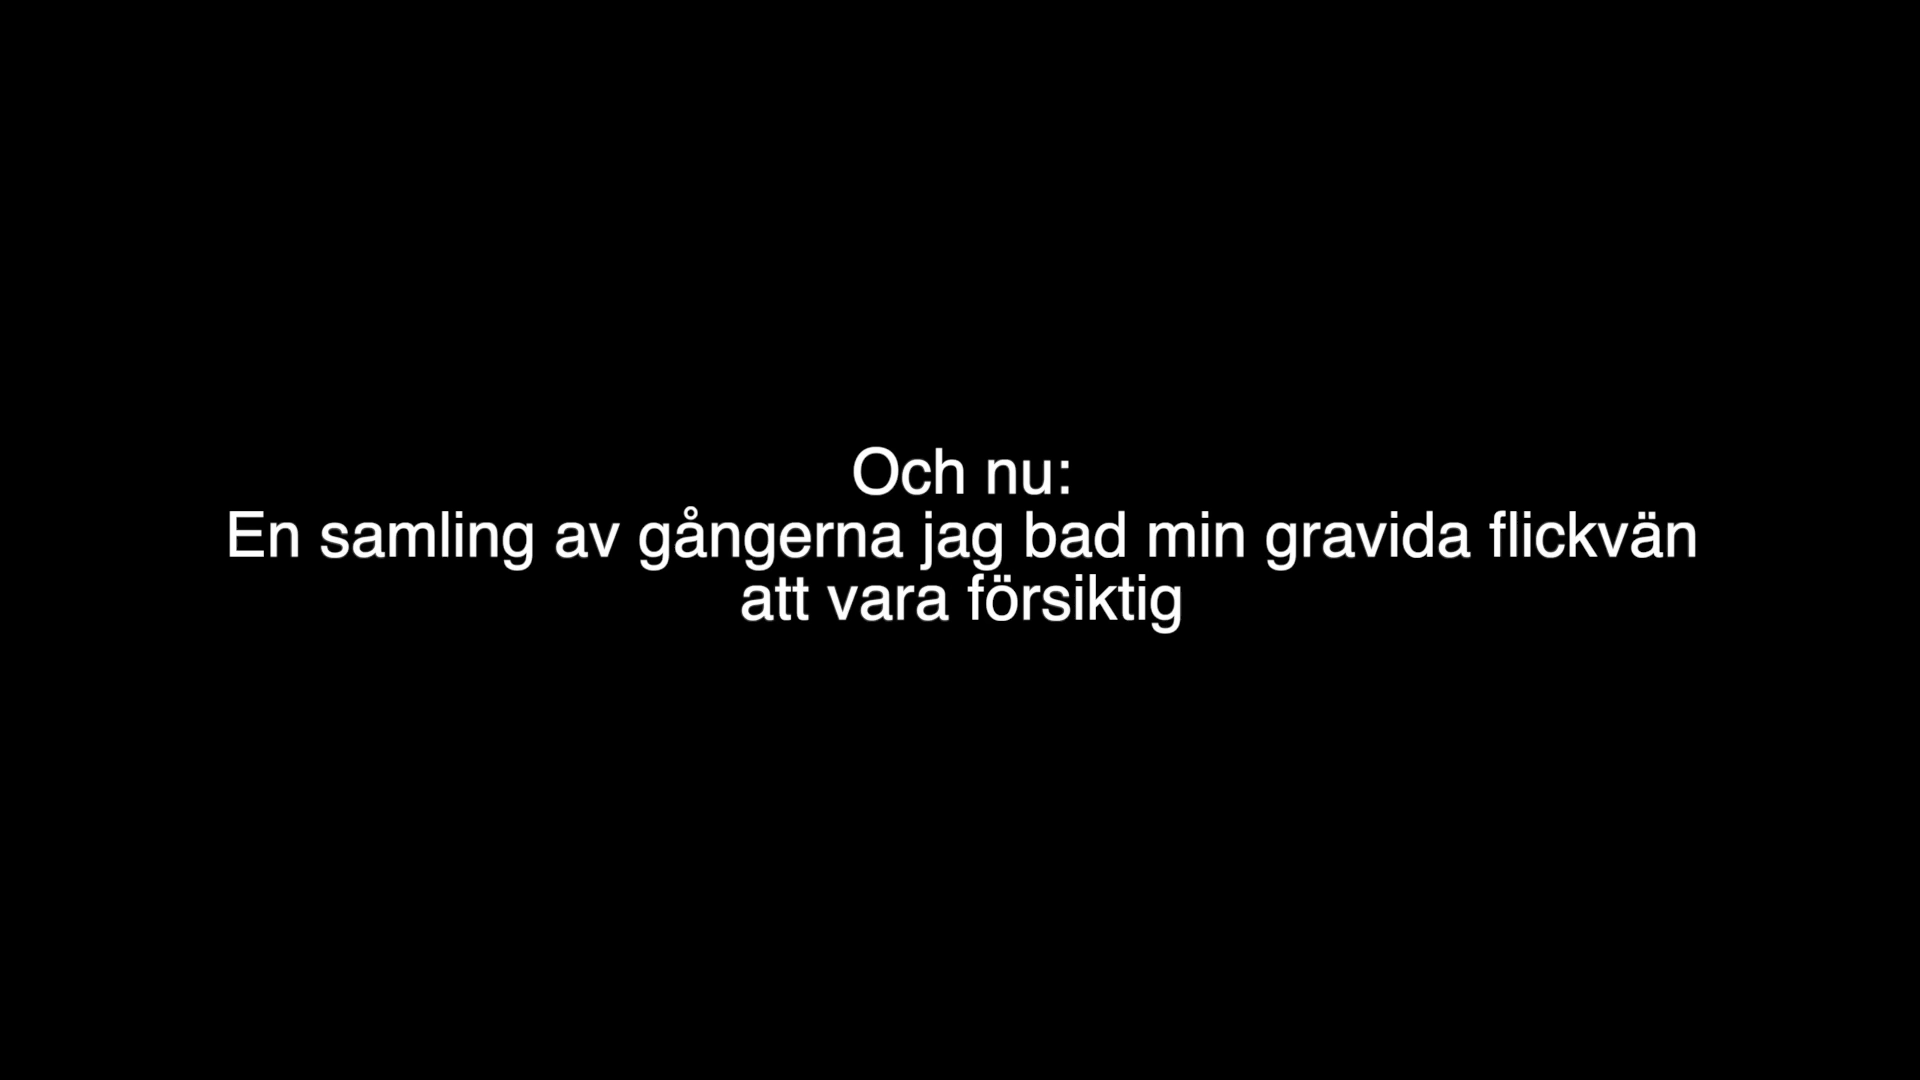 Och nu:
En samling av gångerna jag bad min gravida flickvän
att vara försiktig